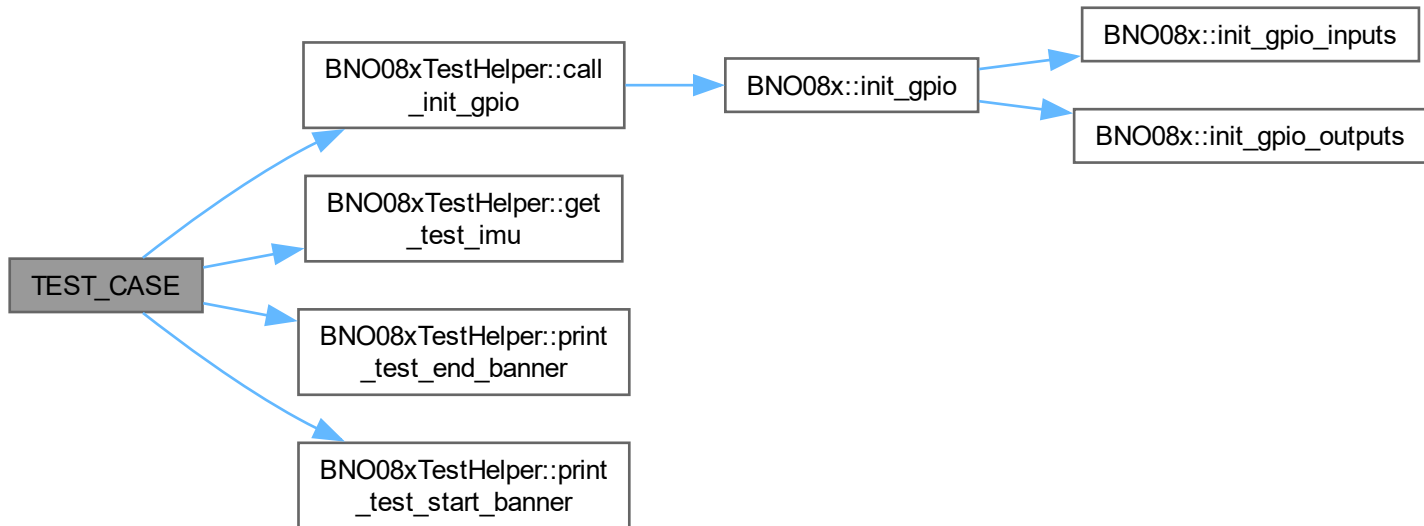 BNO08x::init_gpio_inputs
BNO08xTestHelper::call
_init_gpio
BNO08x::init_gpio
BNO08x::init_gpio_outputs
BNO08xTestHelper::get
_test_imu
TEST_CASE
BNO08xTestHelper::print
_test_end_banner
BNO08xTestHelper::print
_test_start_banner